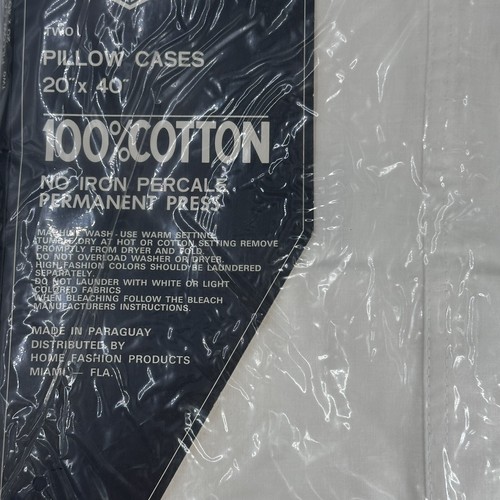 TWO
PILLOW CASES
20" x 40"
100% COTTON
NO IRON PERCALE
PERMANENT PRESS
MACHINE WASH - USE WARM SETTING
TUMBLE DRY AT HOT OR COTTON SETTING REMOVE
PROMPTLY FROM DRYER AND FOLD.
DO NOT OVERLOAD WASHER OR DRYER.
HIGH FASHION COLORS SHOULD BE LAUNDERED
SEPARATELY.
DO NOT LAUNDER WITH WHITE OR LIGHT
COLORED FABRICS
WHEN BLEACHING FOLLOW THE BLEACH
MANUFACTURERS INSTRUCTIONS.
MADE IN PARAGUAY
DISTRIBUTED BY
HOME FASHION PRODUCTS
MIAMI — FLA.